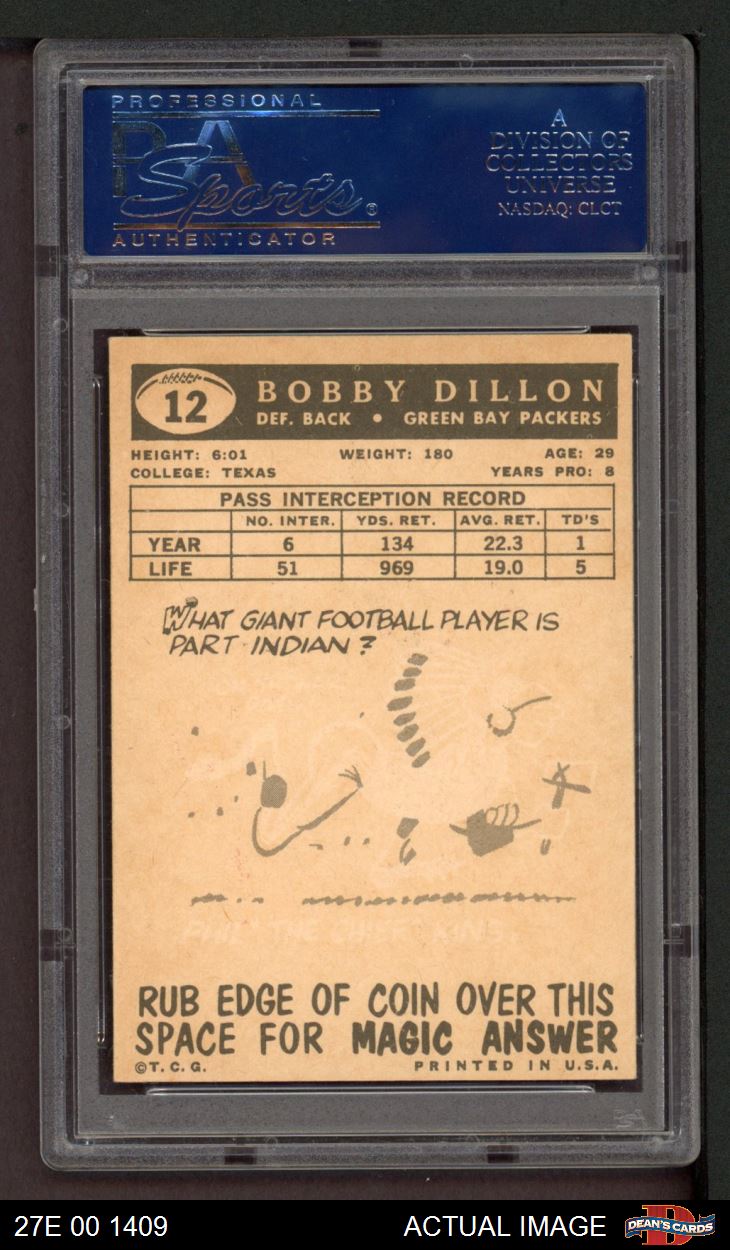 PROFESSIONAL
PSA
Sports ®
AUTHENTICATOR
A
DIVISION OF
COLLECTORS
UNIVERSE
NASDAQ: CLCT
12
BOBBY DILLON
DEF. BACK • GREEN BAY PACKERS
HEIGHT: 6:01 WEIGHT: 180 AGE: 29
COLLEGE: TEXAS YEARS PRO: 8
PASS INTERCEPTION RECORD
NO. INTER. YDS. RET. AVG. RET. TD'S
YEAR 6 134 22.3 1
LIFE 51 969 19.0 5
WHAT GIANT FOOTBALL PLAYER IS
PART-INDIAN?
THE CHIEF
RUB EDGE OF COIN OVER THIS
SPACE FOR MAGIC ANSWER
©T.C.G. PRINTED IN U.S.A.
27E 00 1409 ACTUAL IMAGE DEAN'S CARDS